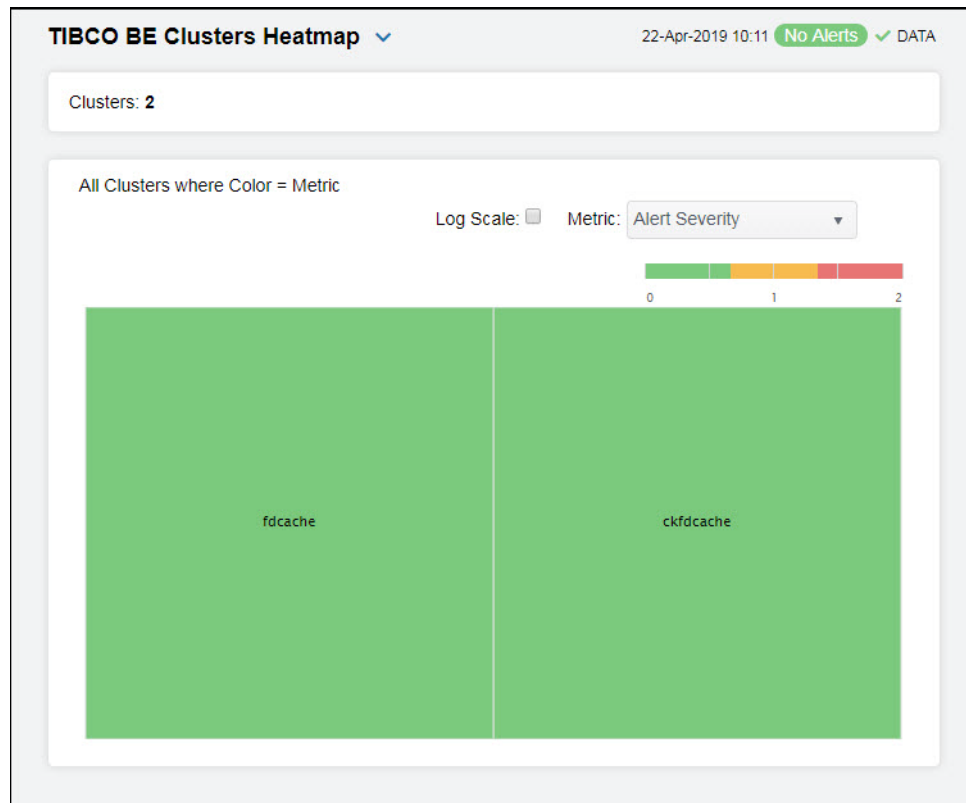 TIBCO BE Clusters Heatmap
22-Apr-2019 10:11 No Alerts DATA
Clusters: 2
All Clusters where Color = Metric
Log Scale: Metric: Alert Severity
0 1 2
fdcache ckfdcache